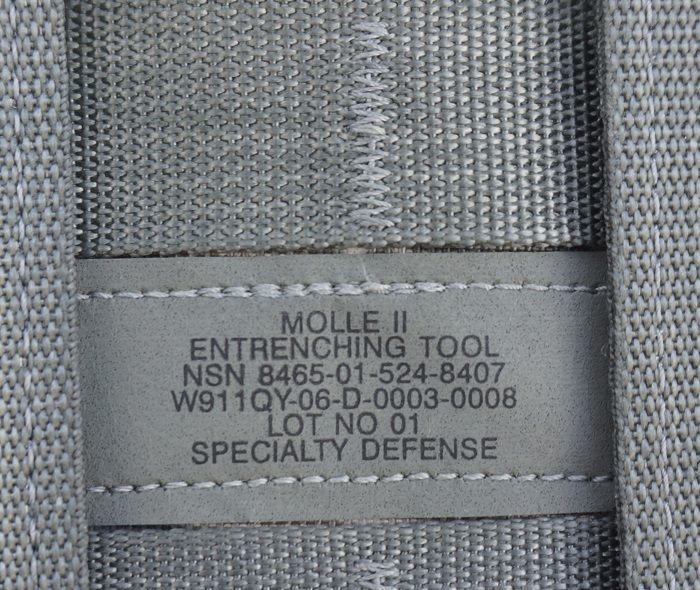 MOLLE II
ENTRENCHING TOOL
NSN 8465-01-524-8407
W911QY-06-D-0003-0008
LOT NO 01
SPECIALTY DEFENSE